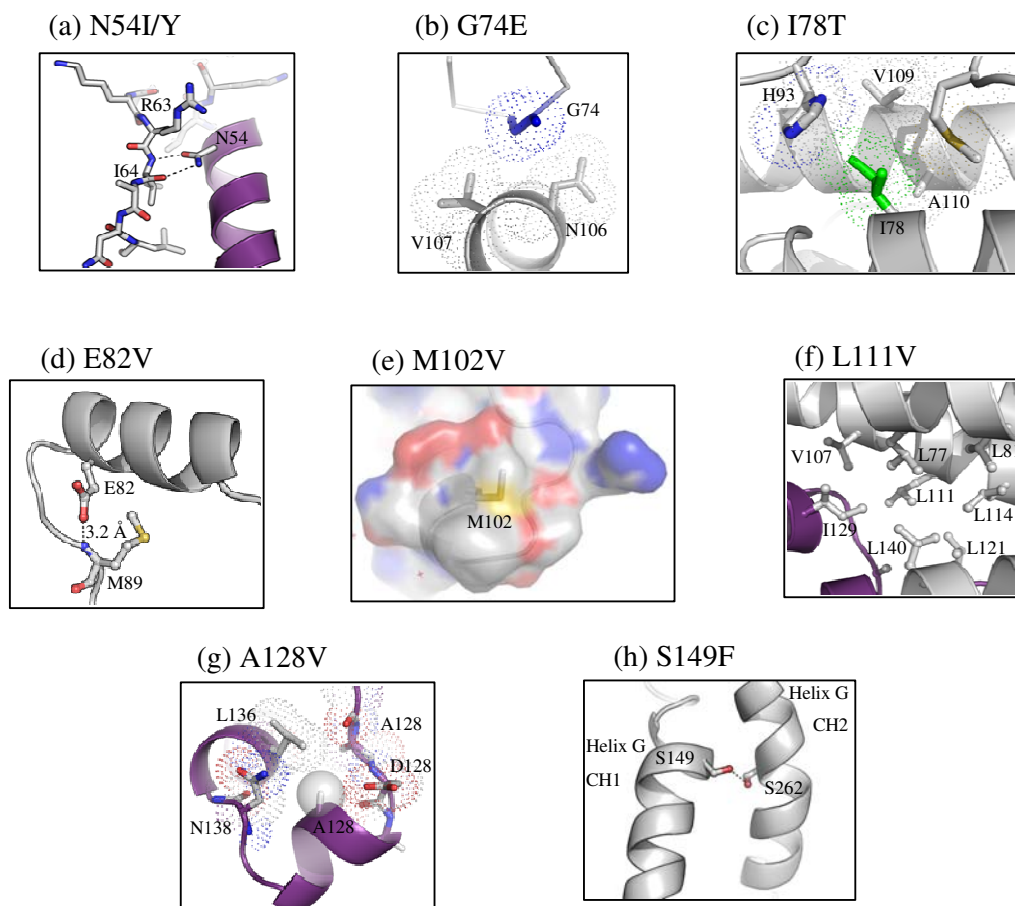 (a) N54I/Y
R63
N54
I64
(b) G74E
G74
V107
N106
(c) I78T
V109
H93
A110
I78
(d) E82V
E82
3.2 Å
M89
(e) M102V
M102
(f) L111V
V107
L77
L8
L111
L114
I129
L140
L121
(g) A128V
L136
A128
D128
N138
A128
(h) S149F
Helix G
CH2
Helix G
CH1
S149
S262